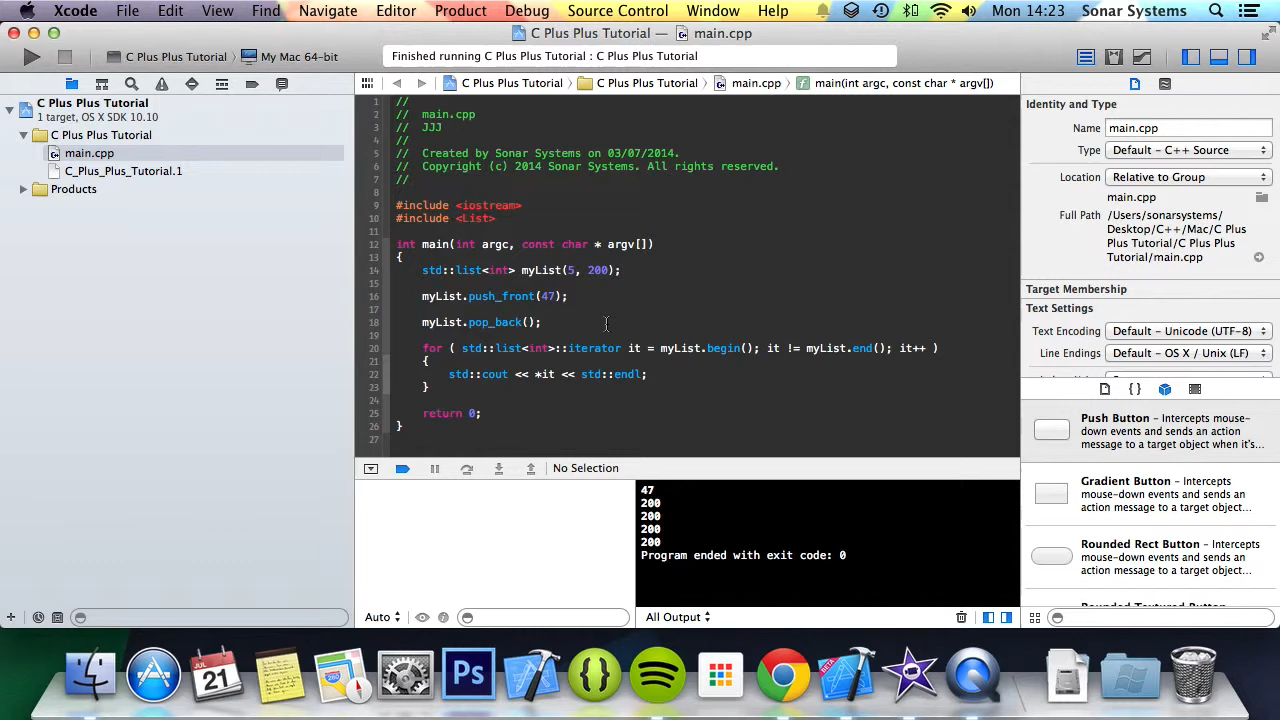 Xcode File Edit View Find Navigate Editor Product Debug Source Control Window Help Mon 14:23 Sonar Systems
C Plus Plus Tutorial — main.cpp
C Plus Plus Tutorial My Mac 64-bit Finished running C Plus Plus Tutorial : C Plus Plus Tutorial
C Plus Plus Tutorial C Plus Plus Tutorial main.cpp main(int argc, const char * argv[])
C Plus Plus Tutorial
1 target, OS X SDK 10.10
C Plus Plus Tutorial
main.cpp
C_Plus_Plus_Tutorial.1
Products
1 //
2 // main.cpp
3 // JJJ
4 //
5 // Created by Sonar Systems on 03/07/2014.
6 // Copyright (c) 2014 Sonar Systems. All rights reserved.
7 //
8
9 #include <iostream>
10 #include <List>
11
12 int main(int argc, const char * argv[])
13 {
14 std::list<int> myList(5, 200);
15
16 myList.push_front(47);
17
18 myList.pop_back();
19
20 for ( std::list<int>::iterator it = myList.begin(); it != myList.end(); it++ )
21 {
22 std::cout << *it << std::endl;
23 }
24
25 return 0;
26 }
27
No Selection
47
200
200
200
200
Program ended with exit code: 0
Auto
All Output
Identity and Type
Name main.cpp
Type Default - C++ Source
Location Relative to Group
main.cpp
Full Path /Users/sonarsystems/
Desktop/C++/Mac/C Plus
Plus Tutorial/C Plus Plus
Tutorial/main.cpp
Target Membership
Text Settings
Text Encoding Default - Unicode (UTF-8)
Line Endings Default - OS X / Unix (LF)
{ }
Push Button - Intercepts mouse-
down events and sends an action
message to a target object when it's...
Gradient Button - Intercepts
mouse-down events and sends an
action message to a target object...
Rounded Rect Button - Intercepts
mouse-down events and sends an
action message to a target object...
Rounded Textured Button
JUL
21
280
Ps
{}